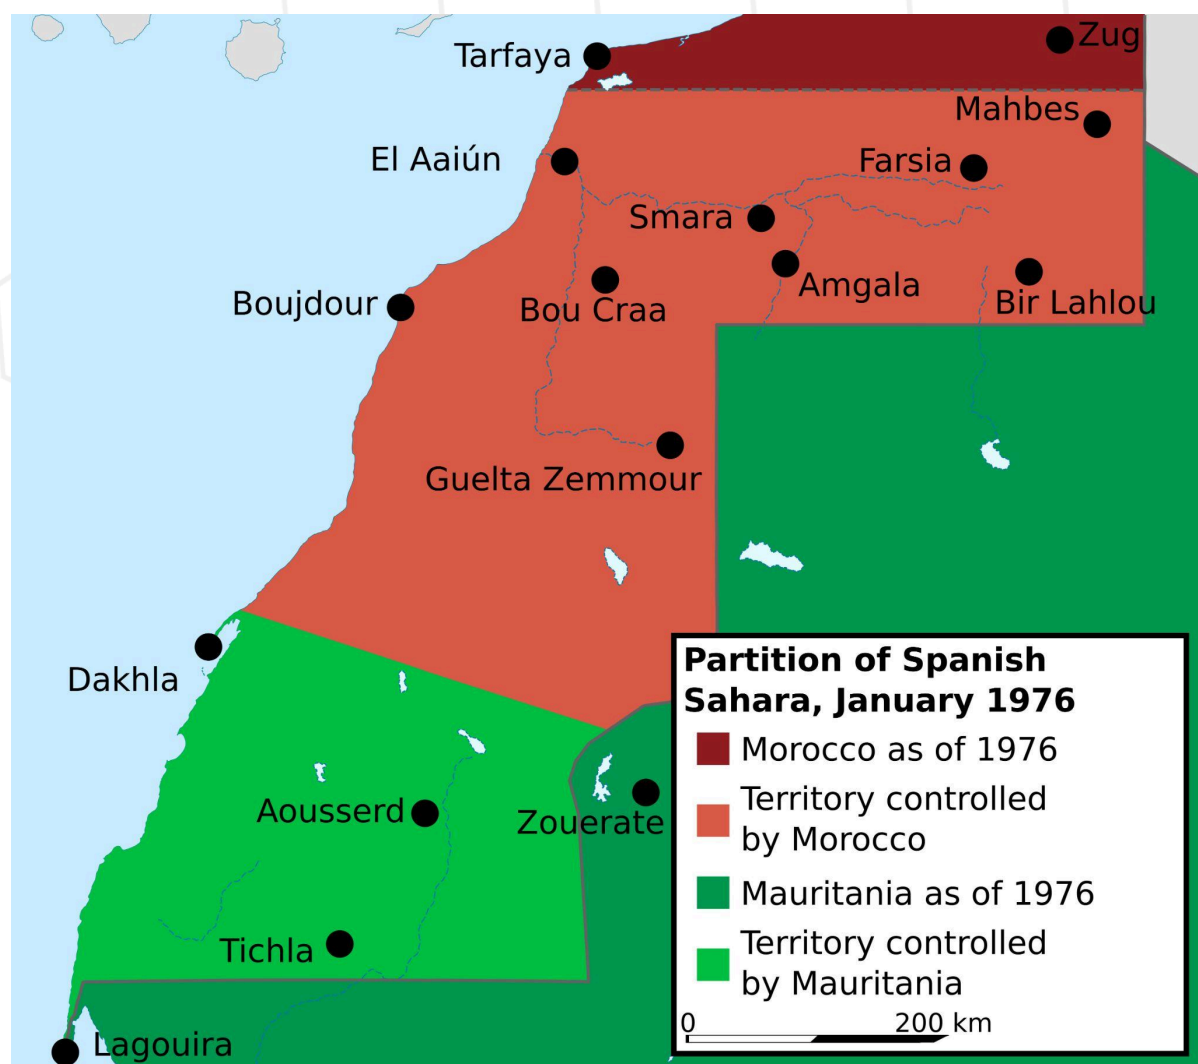 Tarfaya
Zug
Mahbes
El Aaiún
Farsia
Smara
Amgala
Boujdour
Bou Craa
Bir Lahlou
Guelta Zemmour
Dakhla
Aousserd
Zouerate
Tichla
Lagouira
Partition of Spanish
Sahara, January 1976
Morocco as of 1976
Territory controlled
by Morocco
Mauritania as of 1976
Territory controlled
by Mauritania
0 200 km